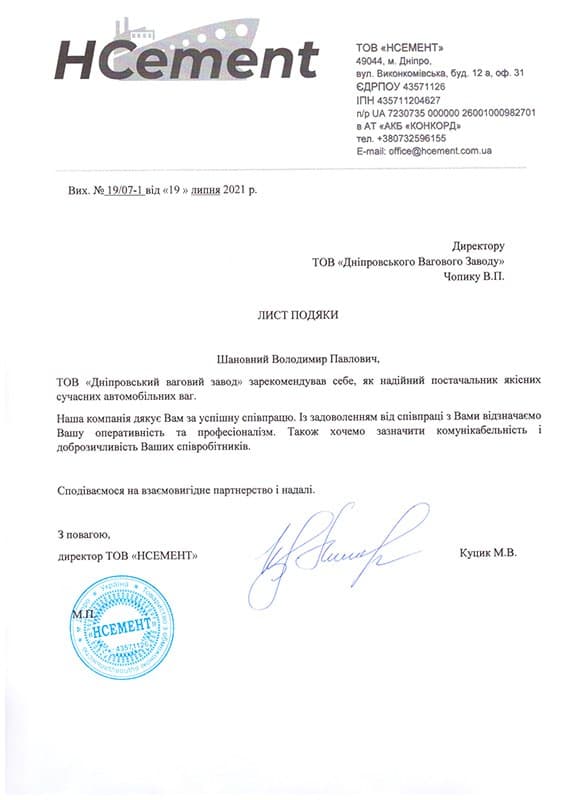 HCement
ТОВ «НСЕМЕНТ»
49044, м. Дніпро,
вул. Виконкомівська, буд. 12 а, оф. 31
ЄДРПОУ 43571126
ІПН 435711204627
п/р UA 7230735 000000 26001000982701
в АТ «АКБ «КОНКОРД»
тел. +380732596155
E-mail: office@hcement.com.ua
Вих. № 19/07-1 від «19 » липня 2021 р.
Директору
ТОВ «Дніпровського Вагового Заводу»
Чопику В.П.
ЛИСТ ПОДЯКИ
Шановний Володимир Павлович,
ТОВ «Дніпровський ваговий завод» зарекомендував себе, як надійний постачальник якісних
сучасних автомобільних ваг.
Наша компанія дякує Вам за успішну співпрацю. Із задоволенням від співпраці з Вами відзначаємо
Вашу оперативність та професіоналізм. Також хочемо зазначити комунікабельність і
доброзичливість Ваших співробітників.
Сподіваємося на взаємовигідне партнерство і надалі.
З повагою,
директор ТОВ «НСЕМЕНТ»
Куцик М.В.
М.П.
Україна
«НСЕМЕНТ»